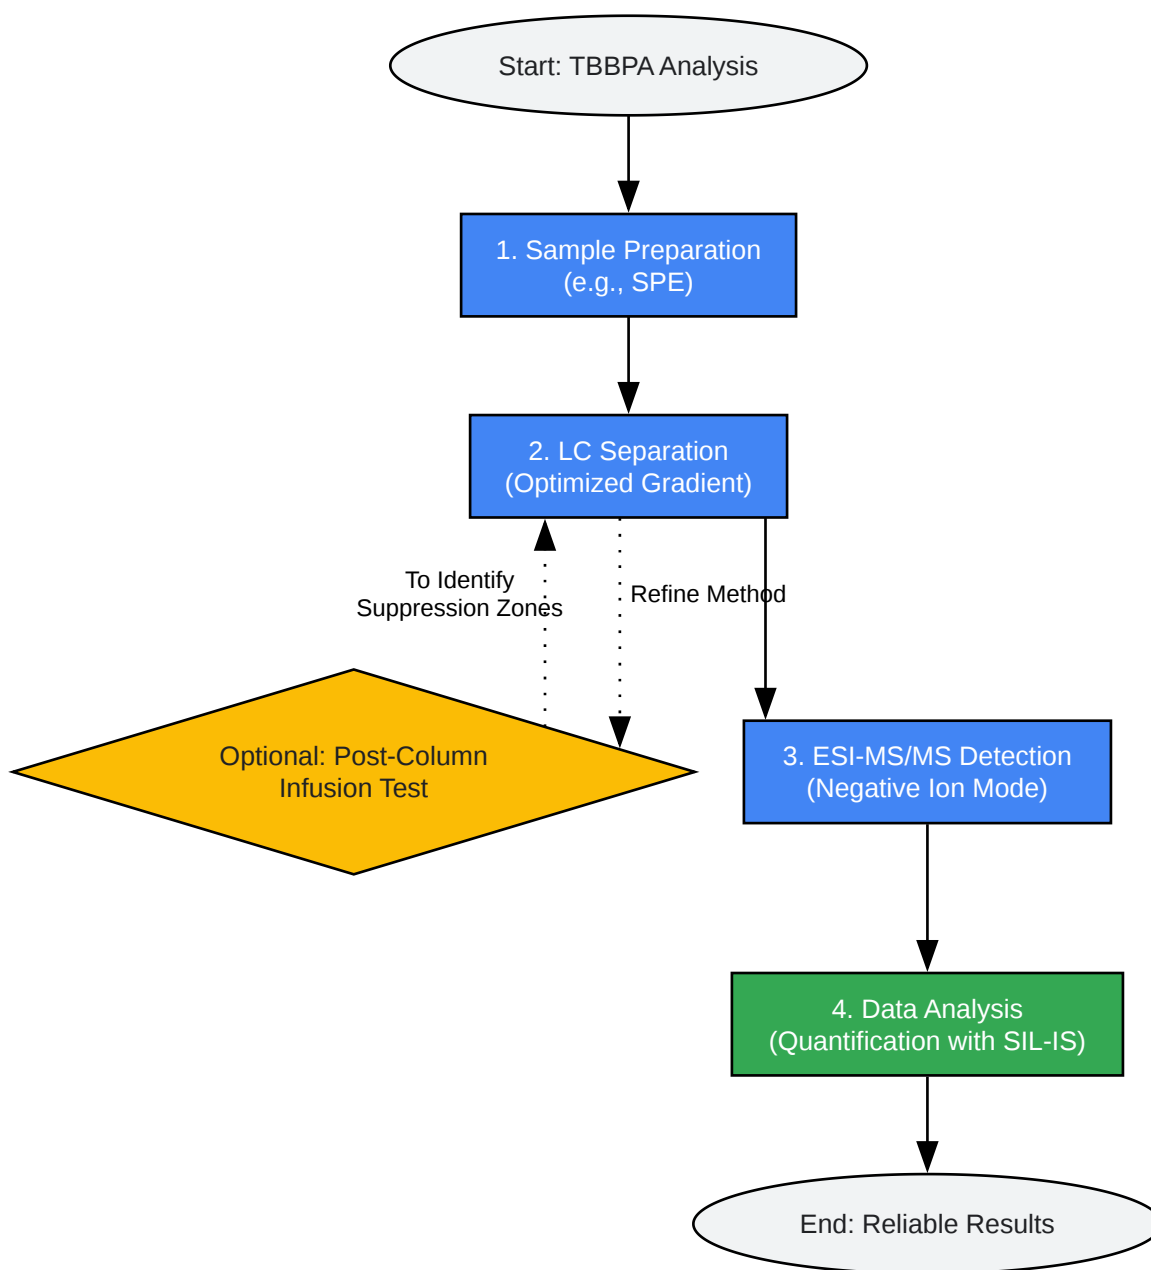 Start: TBBPA Analysis
1. Sample Preparation
(e.g., SPE)
2. LC Separation
(Optimized Gradient)
To Identify
Suppression Zones
Refine Method
Optional: Post-Column
Infusion Test
3. ESI-MS/MS Detection
(Negative Ion Mode)
4. Data Analysis
(Quantification with SIL-IS)
End: Reliable Results